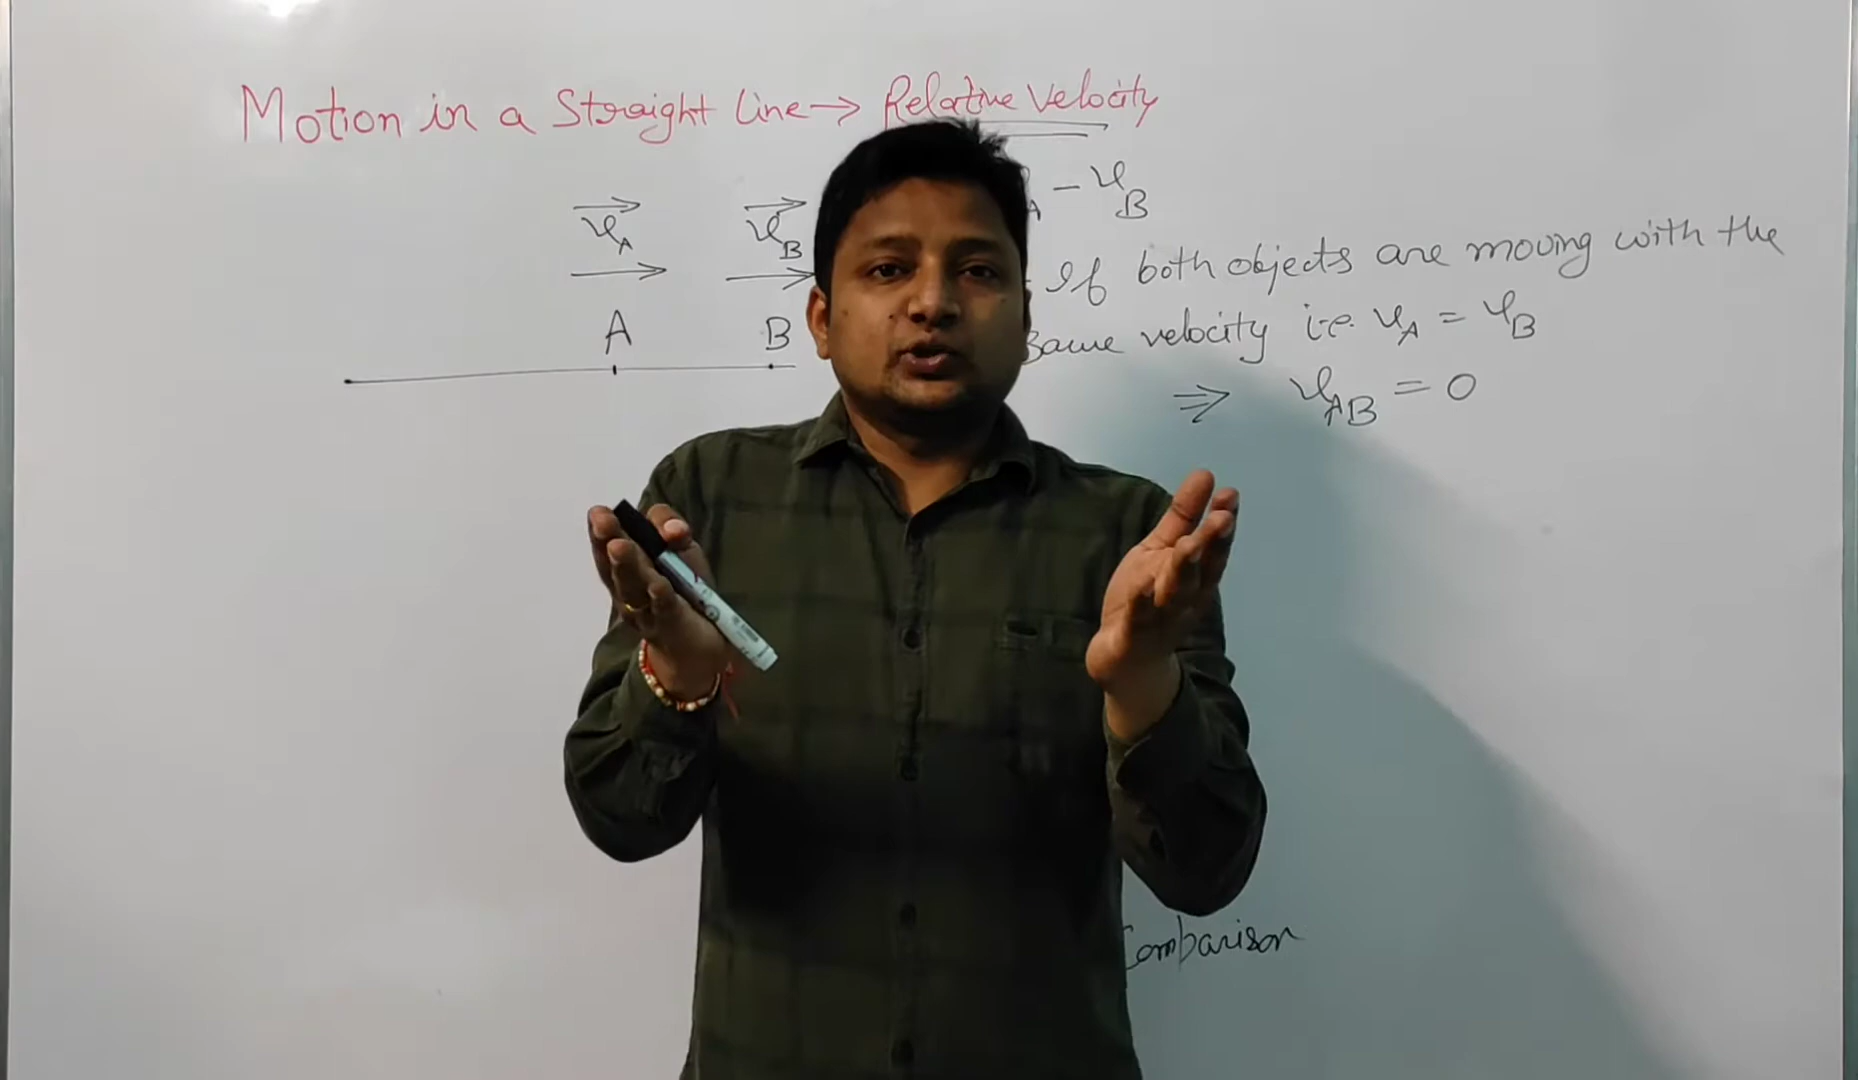 Motion in a Straight Line → Relative Velocity
v⃗_A v⃗_B A - v_B
If both objects are moving with the
Same velocity i.e. v_A = v_B
A B
⇒ v_AB = 0
Comparison